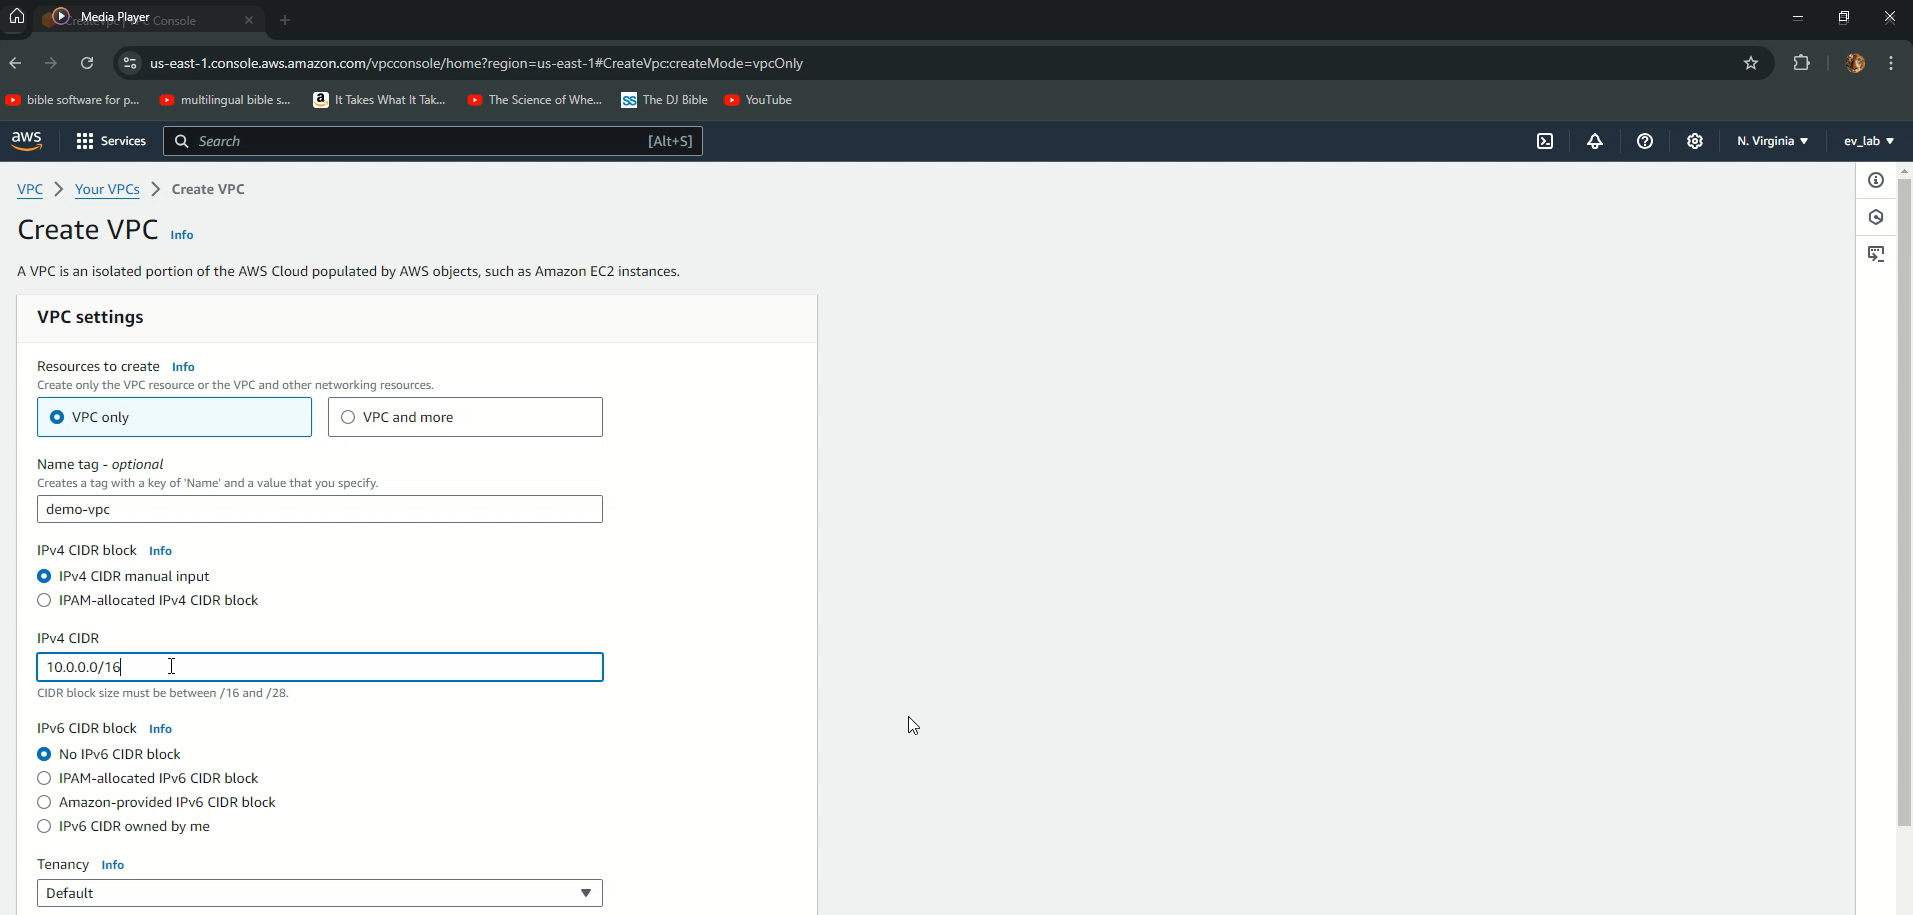 Media Player
Console
us-east-1.console.aws.amazon.com/vpcconsole/home?region=us-east-1#CreateVpc:createMode=vpcOnly
bible software for p... multilingual bible s... It Takes What It Tak... The Science of Whe... The DJ Bible YouTube
aws Services Search [Alt+S] N. Virginia ev_lab
VPC Your VPCs Create VPC
Create VPC Info
A VPC is an isolated portion of the AWS Cloud populated by AWS objects, such as Amazon EC2 instances.
VPC settings
Resources to create Info
Create only the VPC resource or the VPC and other networking resources.
VPC only VPC and more
Name tag - optional
Creates a tag with a key of 'Name' and a value that you specify.
demo-vpc
IPv4 CIDR block Info
IPv4 CIDR manual input
IPAM-allocated IPv4 CIDR block
IPv4 CIDR
10.0.0.0/16
CIDR block size must be between /16 and /28.
IPv6 CIDR block Info
No IPv6 CIDR block
IPAM-allocated IPv6 CIDR block
Amazon-provided IPv6 CIDR block
IPv6 CIDR owned by me
Tenancy Info
Default